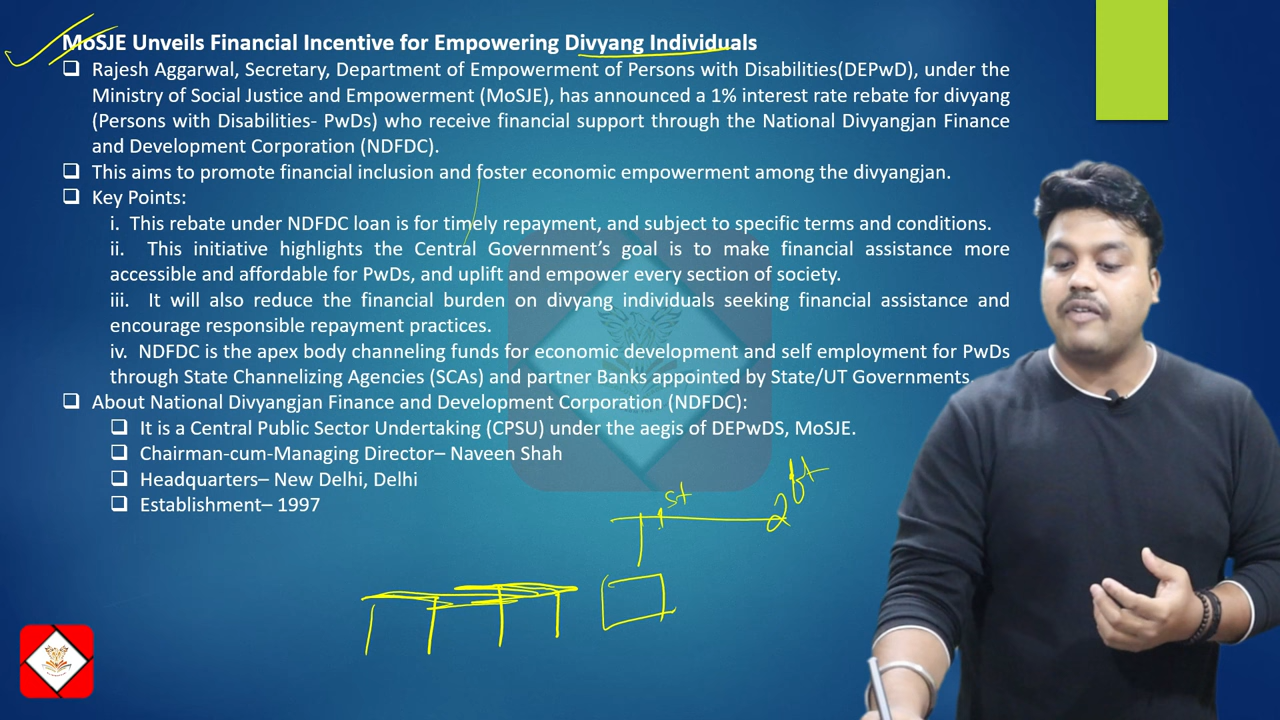 MoSJE Unveils Financial Incentive for Empowering Divyang Individuals
❑ Rajesh Aggarwal, Secretary, Department of Empowerment of Persons with Disabilities(DEPwD), under the
Ministry of Social Justice and Empowerment (MoSJE), has announced a 1% interest rate rebate for divyang
(Persons with Disabilities- PwDs) who receive financial support through the National Divyangjan Finance
and Development Corporation (NDFDC).
❑ This aims to promote financial inclusion and foster economic empowerment among the divyangjan.
❑ Key Points:
i. This rebate under NDFDC loan is for timely repayment, and subject to specific terms and conditions.
ii. This initiative highlights the Central Government's goal is to make financial assistance more
accessible and affordable for PwDs, and uplift and empower every section of society.
iii. It will also reduce the financial burden on divyang individuals seeking financial assistance and
encourage responsible repayment practices.
iv. NDFDC is the apex body channeling funds for economic development and self employment for PwDs
through State Channelizing Agencies (SCAs) and partner Banks appointed by State/UT Governments.
❑ About National Divyangjan Finance and Development Corporation (NDFDC):
❑ It is a Central Public Sector Undertaking (CPSU) under the aegis of DEPwDS, MoSJE.
❑ Chairman-cum-Managing Director– Naveen Shah
❑ Headquarters– New Delhi, Delhi
❑ Establishment– 1997